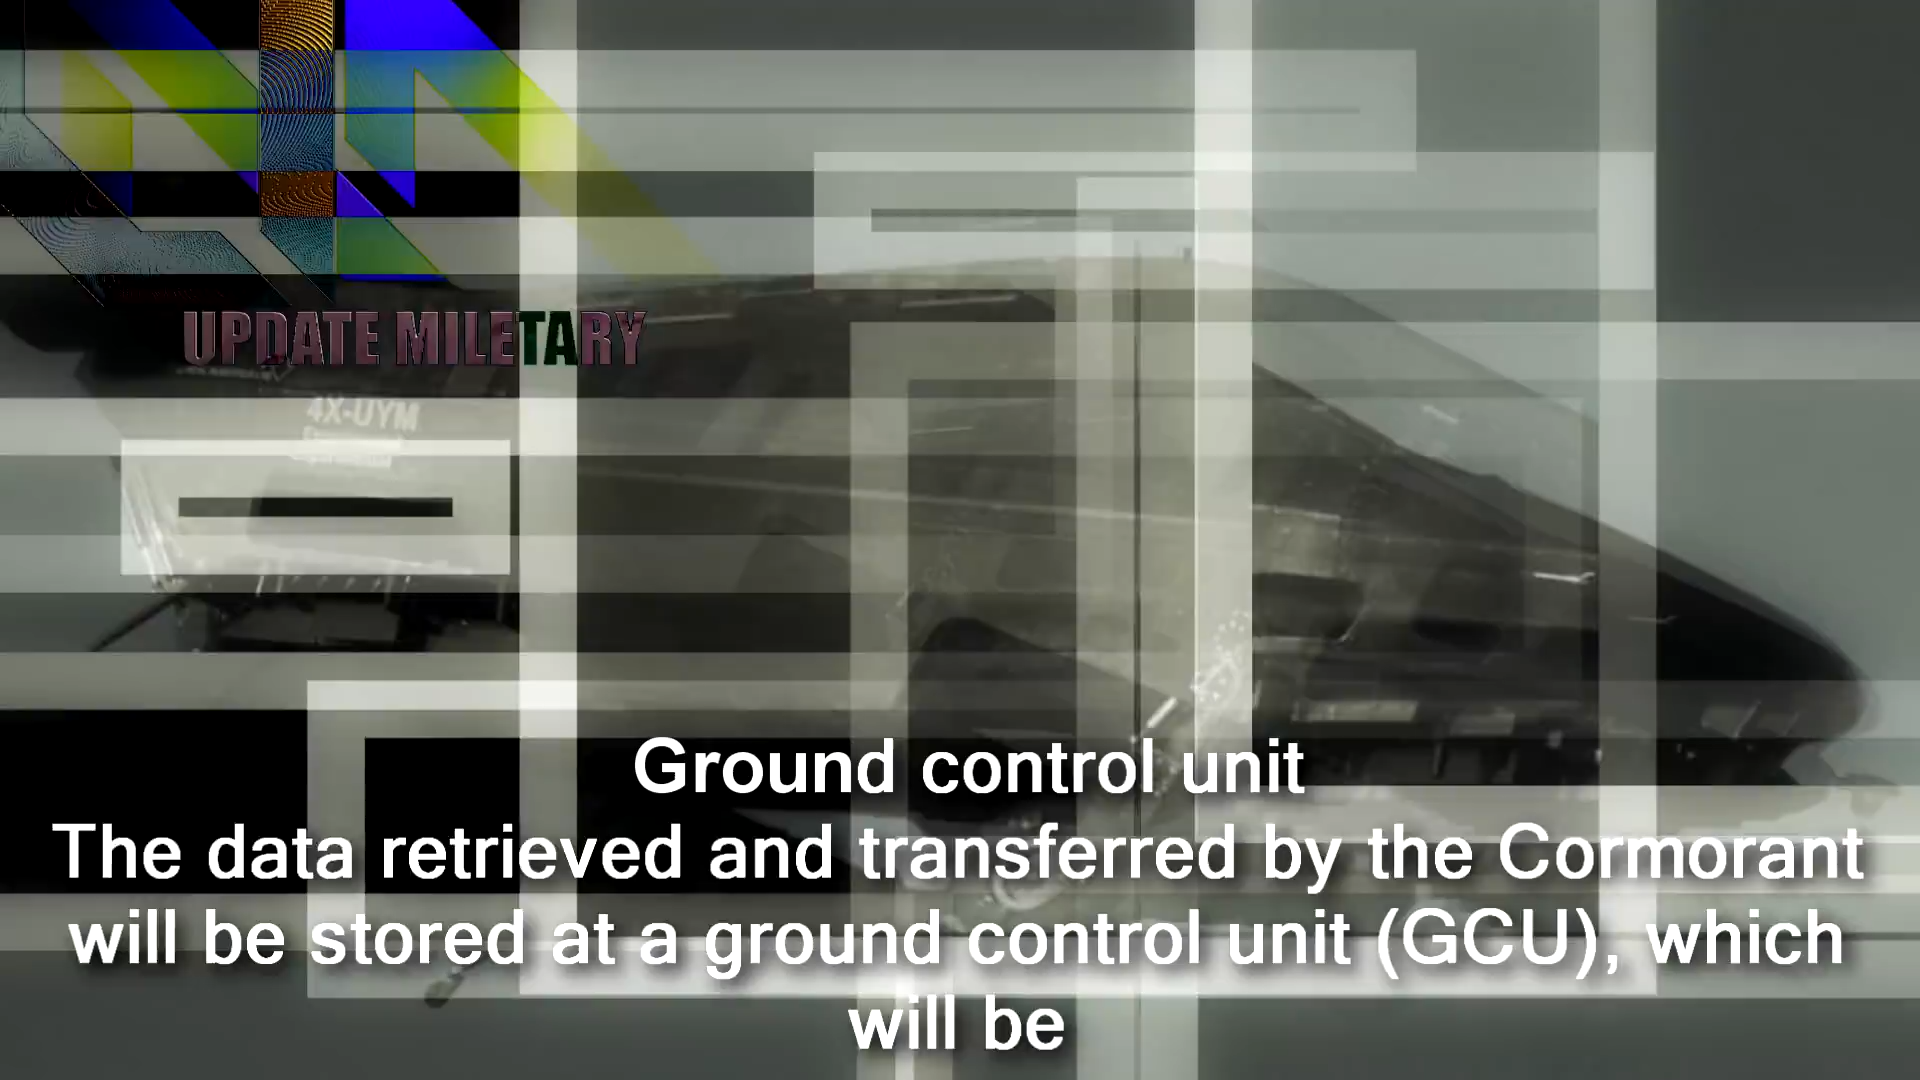 UPDATE MILETARY
4X-UYM
Ground control unit
The data retrieved and transferred by the Cormorant
will be stored at a ground control unit (GCU), which
will be